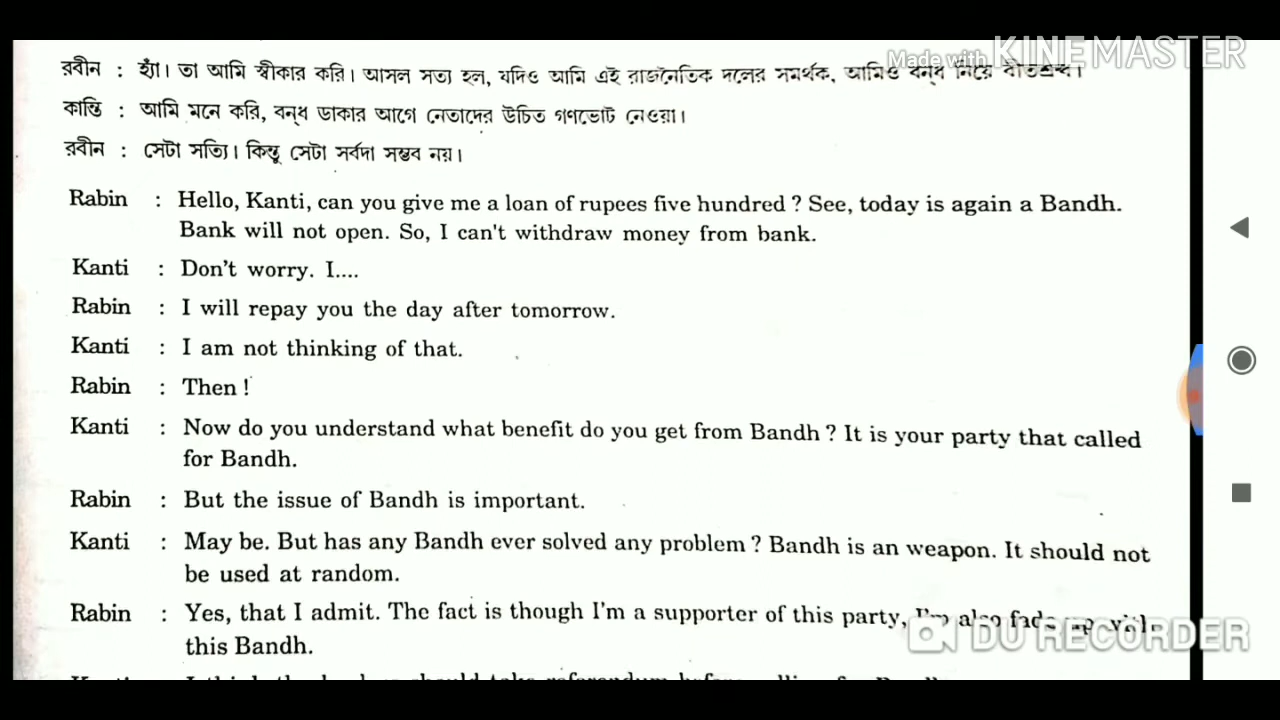 Made with KINEMASTER
রবীন : হ্যাঁ। তা আমি স্বীকার করি। আসল সত্য হল, যদিও আমি এই রাজনৈতিক দলের সমর্থক, আমিও বন্‌ধ নিয়ে বীতশ্রদ্ধ।
কান্তি : আমি মনে করি, বন্‌ধ ডাকার আগে নেতাদের উচিত গণভোট নেওয়া।
রবীন : সেটা সত্যি। কিন্তু সেটা সর্বদা সম্ভব নয়।
Rabin : Hello, Kanti, can you give me a loan of rupees five hundred ? See, today is again a Bandh.
Bank will not open. So, I can't withdraw money from bank.
Kanti : Don't worry. I....
Rabin : I will repay you the day after tomorrow.
Kanti : I am not thinking of that.
Rabin : Then !
Kanti : Now do you understand what benefit do you get from Bandh ? It is your party that called
for Bandh.
Rabin : But the issue of Bandh is important.
Kanti : May be. But has any Bandh ever solved any problem ? Bandh is an weapon. It should not
be used at random.
Rabin : Yes, that I admit. The fact is though I'm a supporter of this party, I'm also fade up with
this Bandh.
DU RECORDER